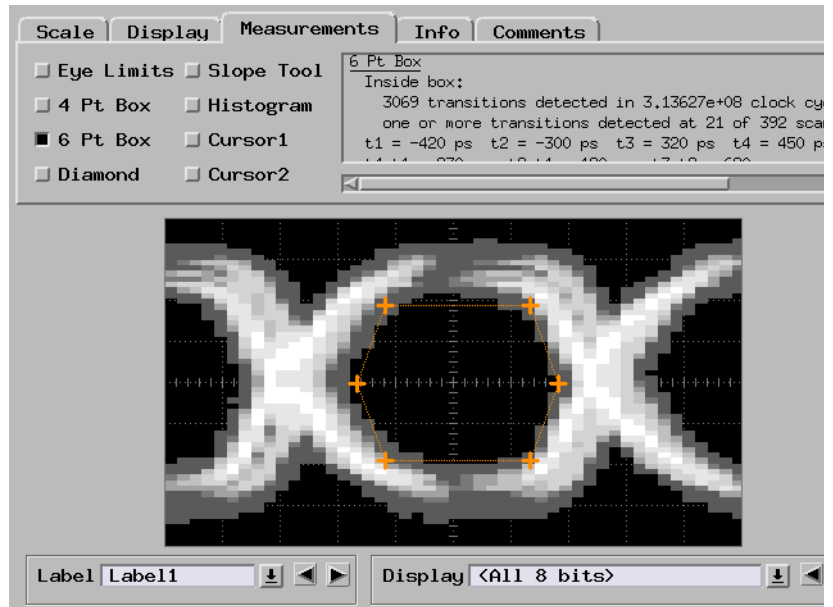 Scale Display Measurements Info Comments
Eye Limits Slope Tool
4 Pt Box Histogram
6 Pt Box Cursor1
Diamond Cursor2
6 Pt Box
Inside box:
3069 transitions detected in 3.13627e+08 clock cy
one or more transitions detected at 21 of 392 sca
t1 = -420 ps t2 = -300 ps t3 = 320 ps t4 = 450 ps
Label Label1
Display <All 8 bits>